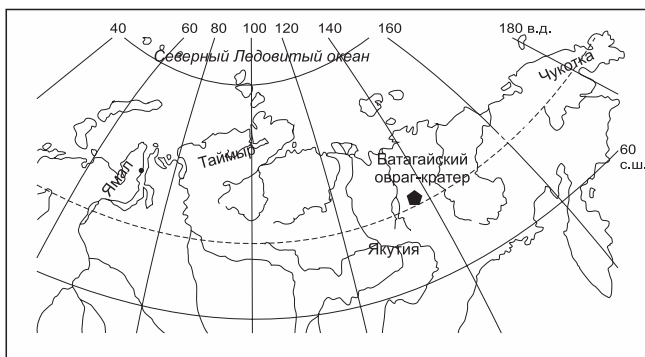 40 60 80 100 120 140 160 180 в.д.
Северный Ледовитый океан
Чукотка
Таймыр
Ямал
Батагайский
овраг-кратер
60
с.ш.
Якутия